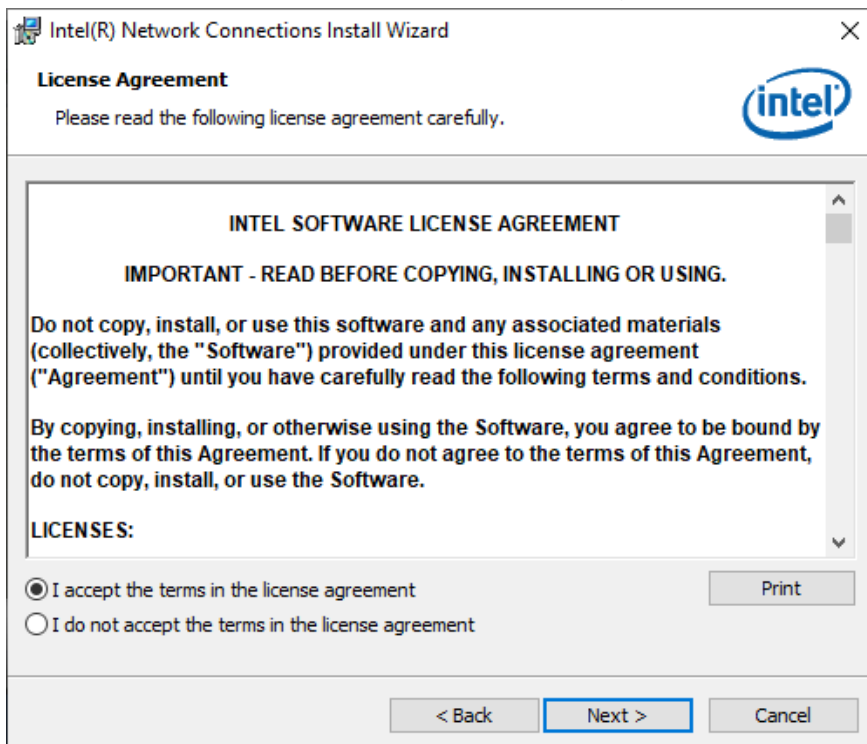 Intel(R) Network Connections Install Wizard
License Agreement
Please read the following license agreement carefully.
intel
INTEL SOFTWARE LICENSE AGREEMENT
IMPORTANT - READ BEFORE COPYING, INSTALLING OR USING.
Do not copy, install, or use this software and any associated materials
(collectively, the "Software") provided under this license agreement
("Agreement") until you have carefully read the following terms and conditions.
By copying, installing, or otherwise using the Software, you agree to be bound by
the terms of this Agreement. If you do not agree to the terms of this Agreement,
do not copy, install, or use the Software.
LICENSES:
I accept the terms in the license agreement
Print
I do not accept the terms in the license agreement
< Back Next > Cancel